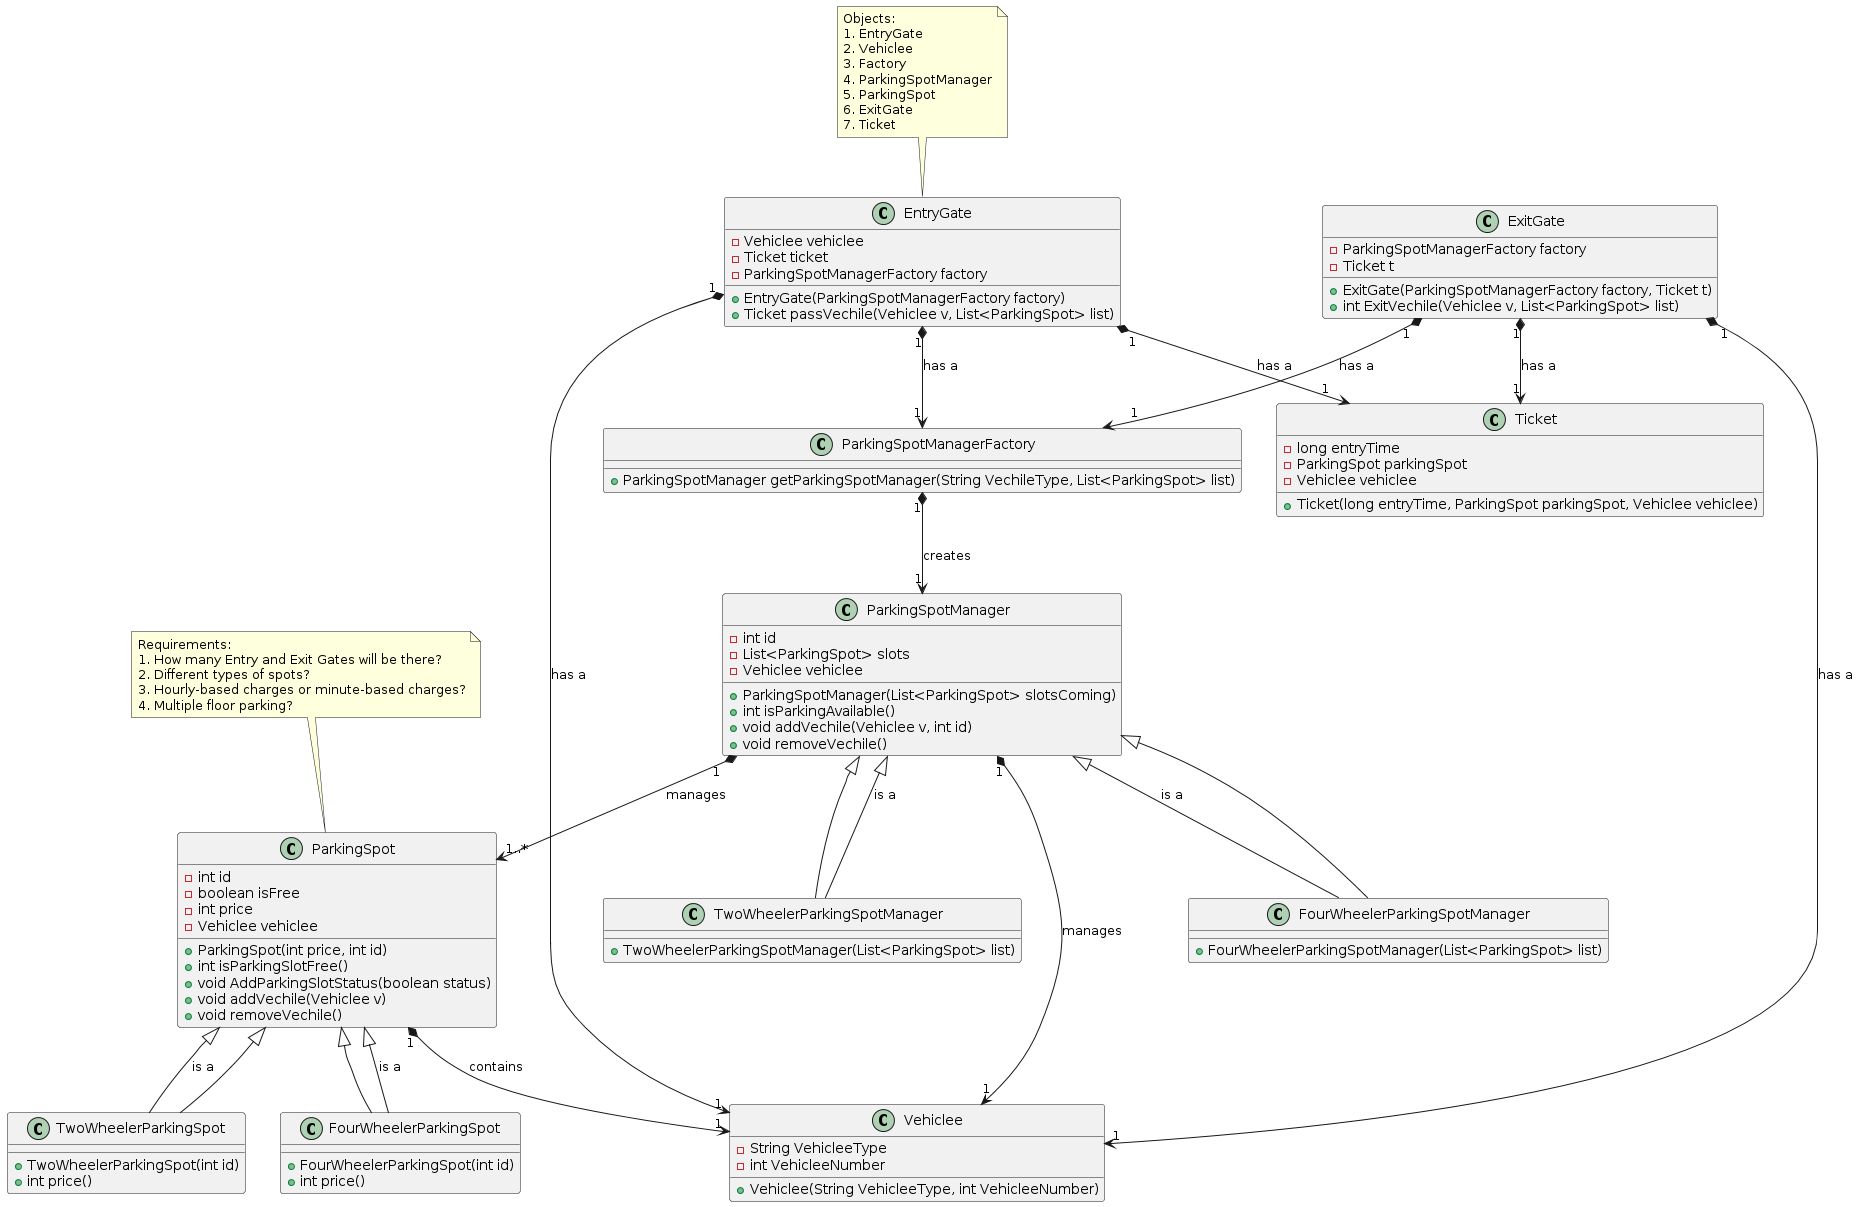 Objects:
1. EntryGate
2. Vehiclee
3. Factory
4. ParkingSpotManager
5. ParkingSpot
6. ExitGate
7. Ticket
C EntryGate
Vehiclee vehiclee
Ticket ticket
ParkingSpotManagerFactory factory
EntryGate(ParkingSpotManagerFactory factory)
Ticket passVechile(Vehiclee v, List<ParkingSpot> list)
C ExitGate
ParkingSpotManagerFactory factory
Ticket t
ExitGate(ParkingSpotManagerFactory factory, Ticket t)
int ExitVechile(Vehiclee v, List<ParkingSpot> list)
1
1
1
1
1
1
has a
has a
has a
has a
1
1
1
1
C ParkingSpotManagerFactory
ParkingSpotManager getParkingSpotManager(String VechileType, List<ParkingSpot> list)
C Ticket
long entryTime
ParkingSpot parkingSpot
Vehiclee vehiclee
Ticket(long entryTime, ParkingSpot parkingSpot, Vehiclee vehiclee)
1
creates
1
C ParkingSpotManager
int id
List<ParkingSpot> slots
Vehiclee vehiclee
ParkingSpotManager(List<ParkingSpot> slotsComing)
int isParkingAvailable()
void addVechile(Vehiclee v, int id)
void removeVechile()
Requirements:
1. How many Entry and Exit Gates will be there?
2. Different types of spots?
3. Hourly-based charges or minute-based charges?
4. Multiple floor parking?
has a
has a
1
1
manages
is a
is a
1..*
C ParkingSpot
int id
boolean isFree
int price
Vehiclee vehiclee
ParkingSpot(int price, int id)
int isParkingSlotFree()
void AddParkingSlotStatus(boolean status)
void addVechile(Vehiclee v)
void removeVechile()
C TwoWheelerParkingSpotManager
TwoWheelerParkingSpotManager(List<ParkingSpot> list)
manages
C FourWheelerParkingSpotManager
FourWheelerParkingSpotManager(List<ParkingSpot> list)
1
is a
is a
contains
1
1
1
1
C TwoWheelerParkingSpot
TwoWheelerParkingSpot(int id)
int price()
C FourWheelerParkingSpot
FourWheelerParkingSpot(int id)
int price()
C Vehiclee
String VehicleeType
int VehicleeNumber
Vehiclee(String VehicleeType, int VehicleeNumber)